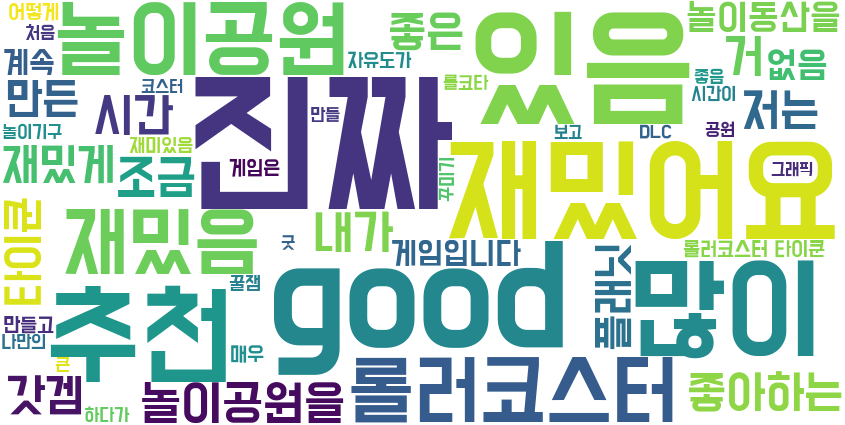 어떻게
처음
계속
만든
놀이공원
코스터
시간
좋은
자유도가
롤코타
만들
있음
놀이동산을
거
없음
좋음
시간이
저는
놀이기구
재미있음
재밌게
조금
게임은
진짜
꾸미기
보고
DLC
공원
그래픽
재밌어요
타이쿤
재밌음
내가
굿
게임입니다
롤러코스터 타이쿤
꿀잼
good
플래닛
많이
추천
만들고
나만의
큰
매우
갓겜
하다가
놀이공원을
롤러코스터
좋아하는